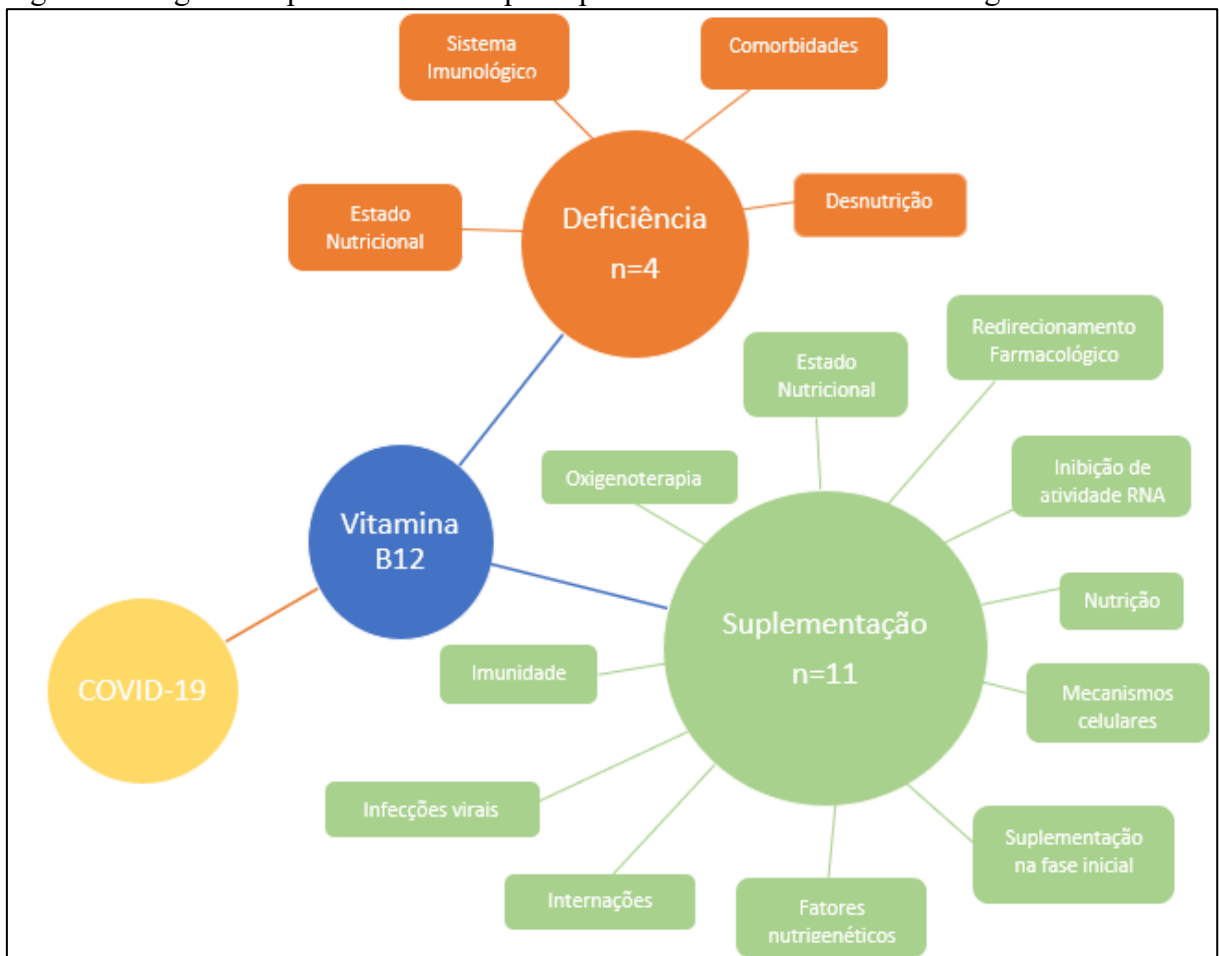 Sistema
Imunológico
Comorbidades
Estado
Nutricional
Deficiência
n=4
Desnutrição
Redirecionamento
Farmacológico
Estado
Nutricional
Oxigenoterapia
Inibição de
atividade RNA
Vitamina
B12
Nutrição
Suplementação
n=11
Imunidade
COVID-19
Mecanismos
celulares
Infecções virais
Suplementação
na fase inicial
Internações
Fatores
nutrigenéticos